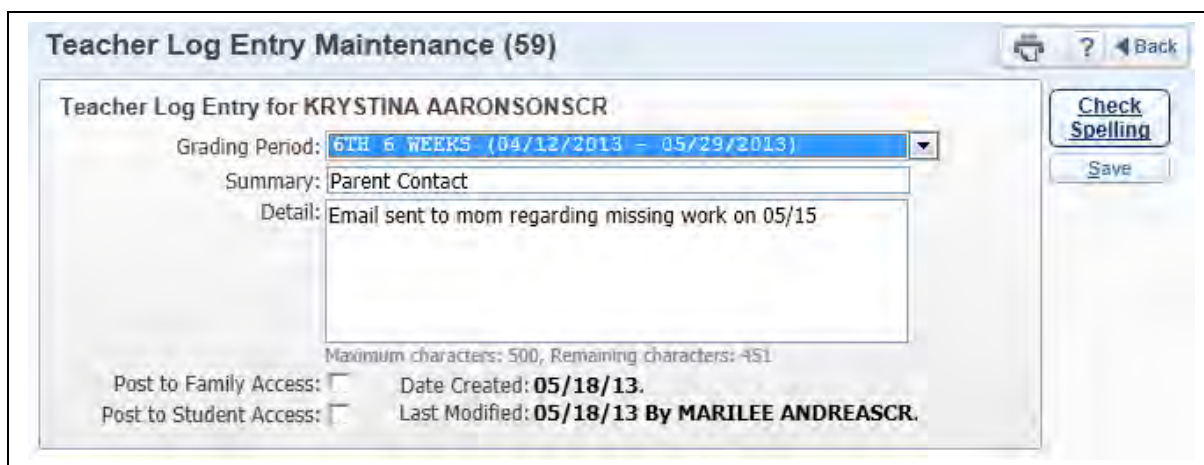 Teacher Log Entry Maintenance (59)
? Back
Teacher Log Entry for KRYSTINA AARONSONSCR
Check
Spelling
Grading Period: 6TH 6 WEEKS (04/12/2013 - 05/29/2013)
Save
Summary: Parent Contact
Detail: Email sent to mom regarding missing work on 05/15
Maximum characters: 500, Remaining characters: 451
Post to Family Access: Date Created: 05/18/13.
Post to Student Access: Last Modified: 05/18/13 By MARILEE ANDREASCR.